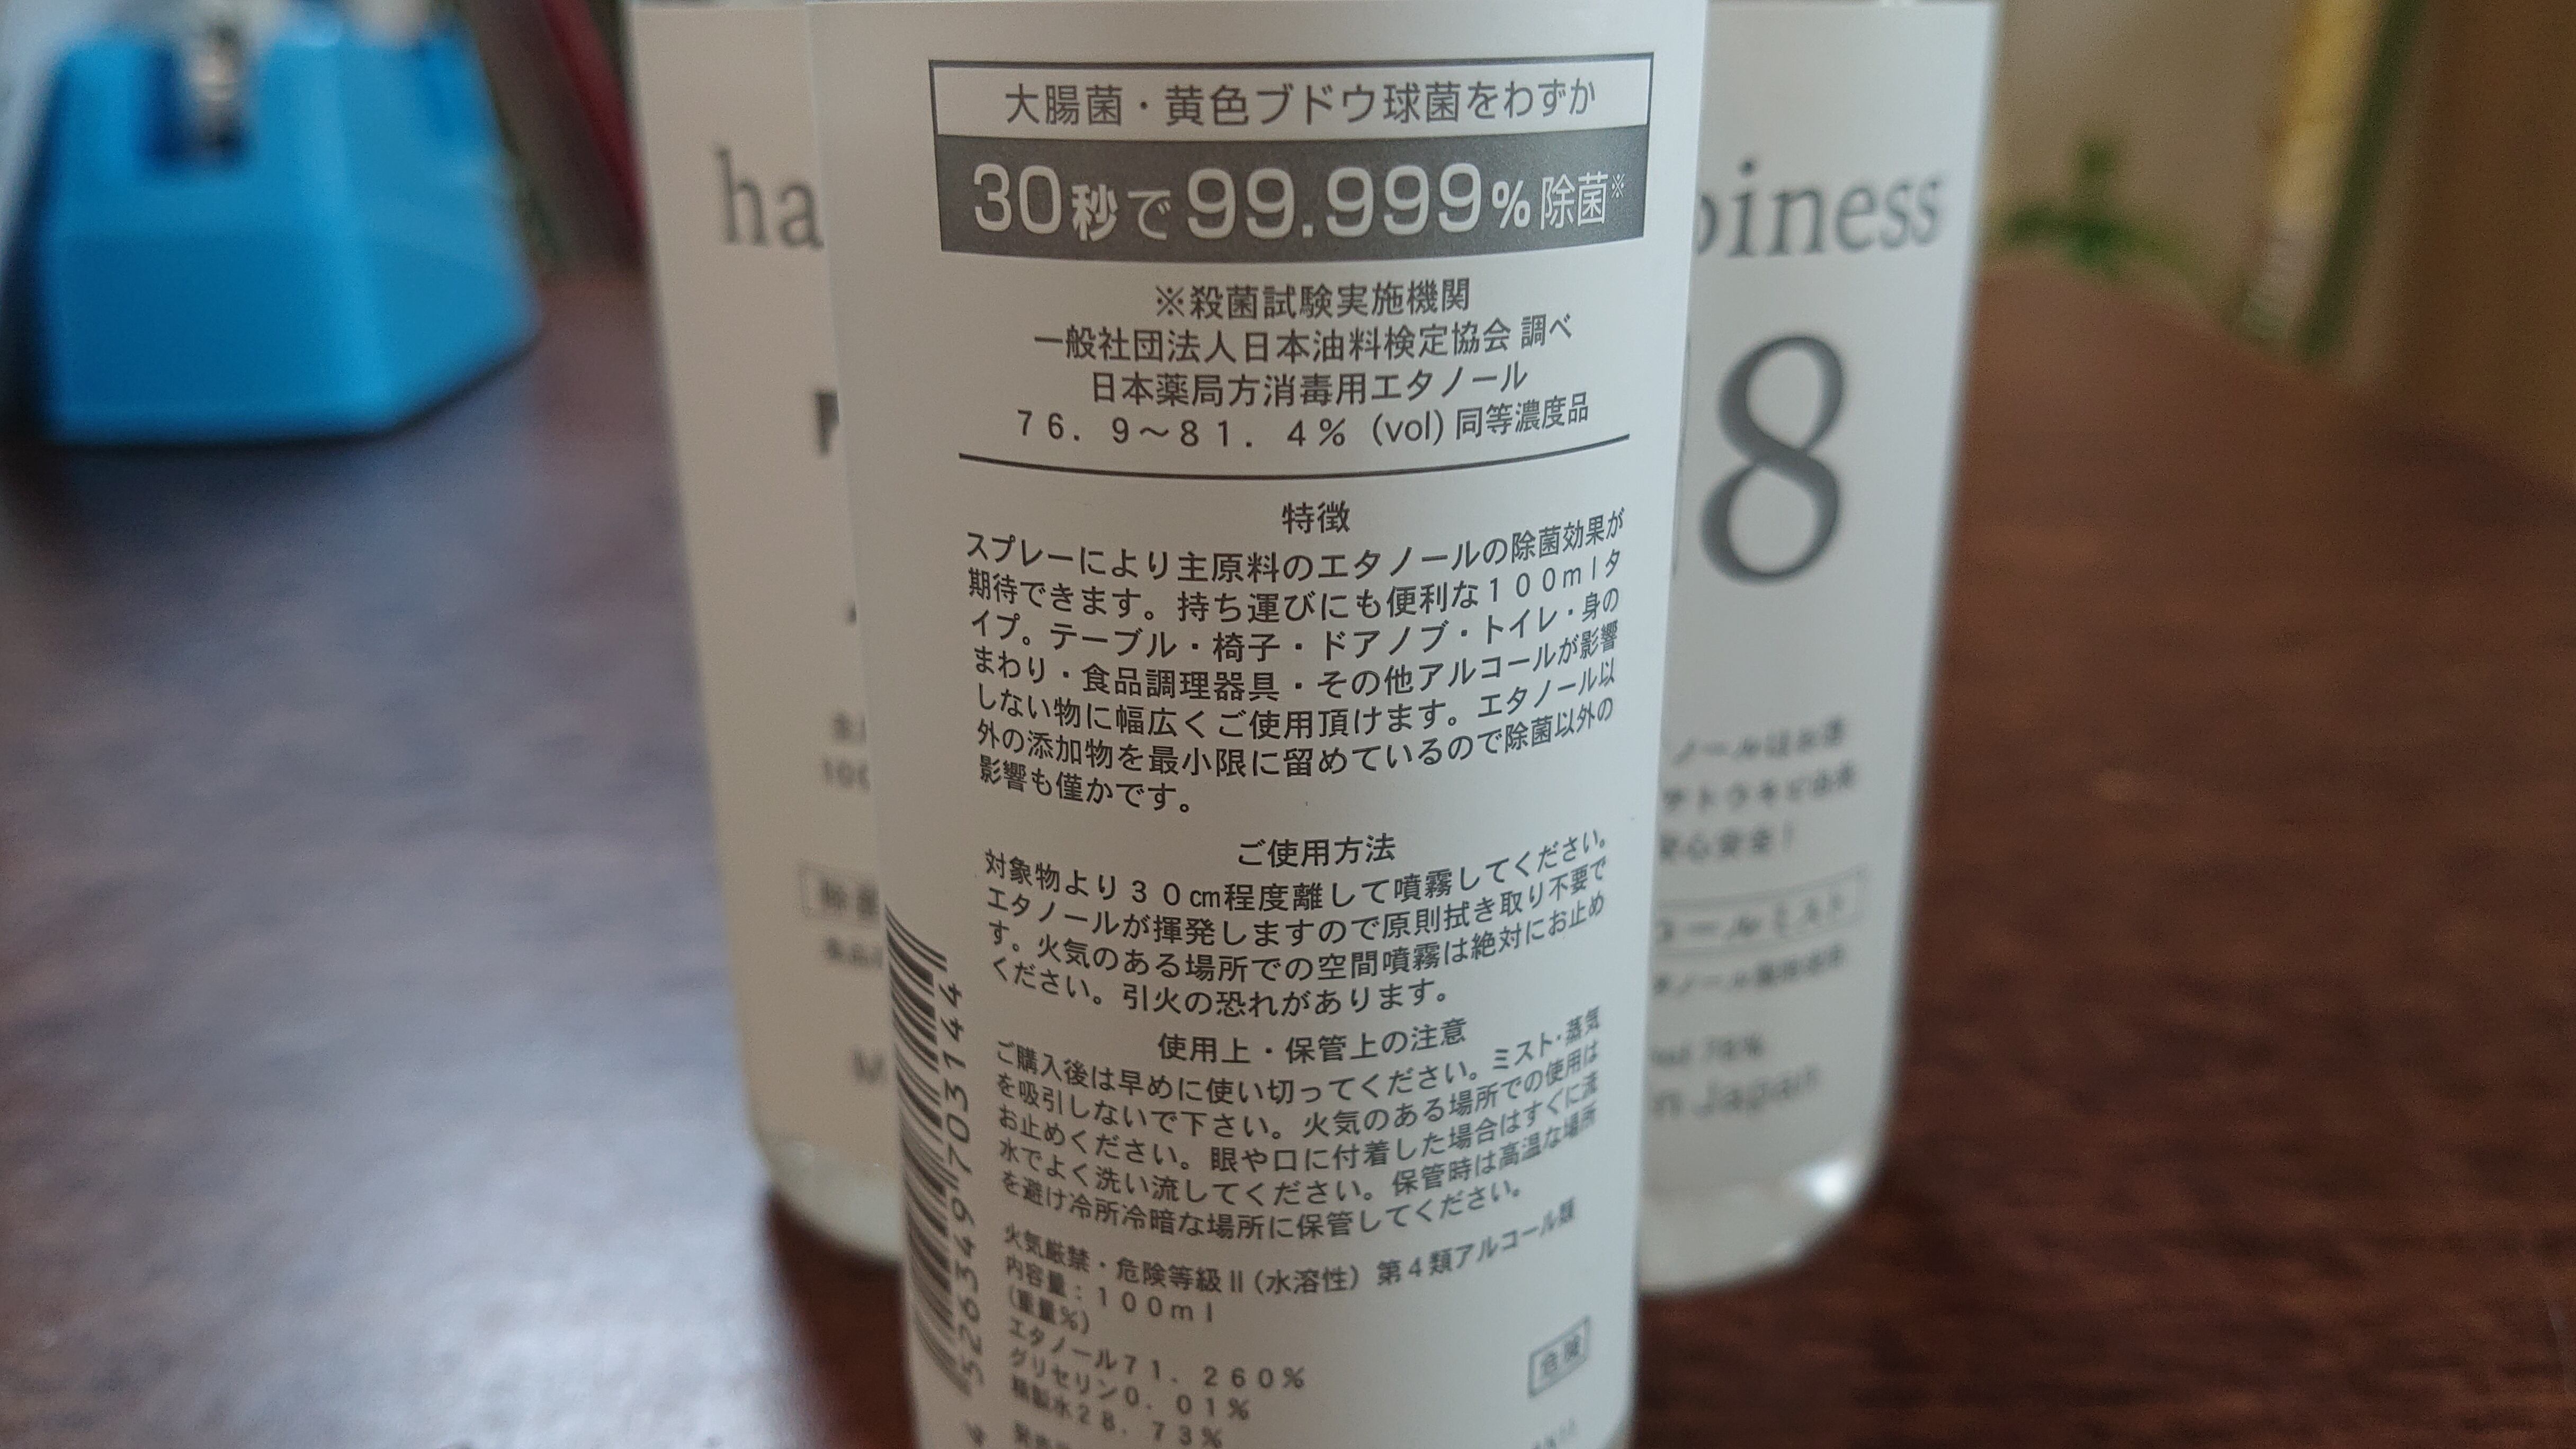 大腸菌・黄色ブドウ球菌をわずか
30秒で99.999%除菌※
※殺菌試験実施機関
一般社団法人日本油料検定協会 調べ
日本薬局方消毒用エタノール
76.9～81.4%(vol)同等濃度品
特徴
スプレーにより主原料のエタノールの除菌効果が
期待できます。持ち運びにも便利な100mlタ
イプ。テーブル・椅子・ドアノブ・トイレ・身の
まわり・食品調理器具・その他アルコールが影響
しない物に幅広くご使用頂けます。エタノール以
外の添加物を最小限に留めているので除菌以外の
影響も僅かです。
ご使用方法
対象物より30㎝程度離して噴霧してください。
エタノールが揮発しますので原則拭き取り不要で
す。火気のある場所での空間噴霧は絶対にお止め
ください。引火の恐れがあります。
使用上・保管上の注意
ご購入後は早めに使い切ってください。ミスト・蒸気
を吸引しないで下さい。火気のある場所での使用は
お止めください。眼や口に付着した場合はすぐに流
水でよく洗い流してください。保管時は高温な場所
を避け冷所冷暗な場所に保管してください。
火気厳禁・危険等級Ⅱ(水溶性)第4類アルコール類
内容量：100ml
(重量%)
エタノール71.260%
グリセリン0.01%
精製水28.73%
危険
526349703144
ha
piness
8
ノールはお酒
安心安全！
コールミスト
78%
n Japan